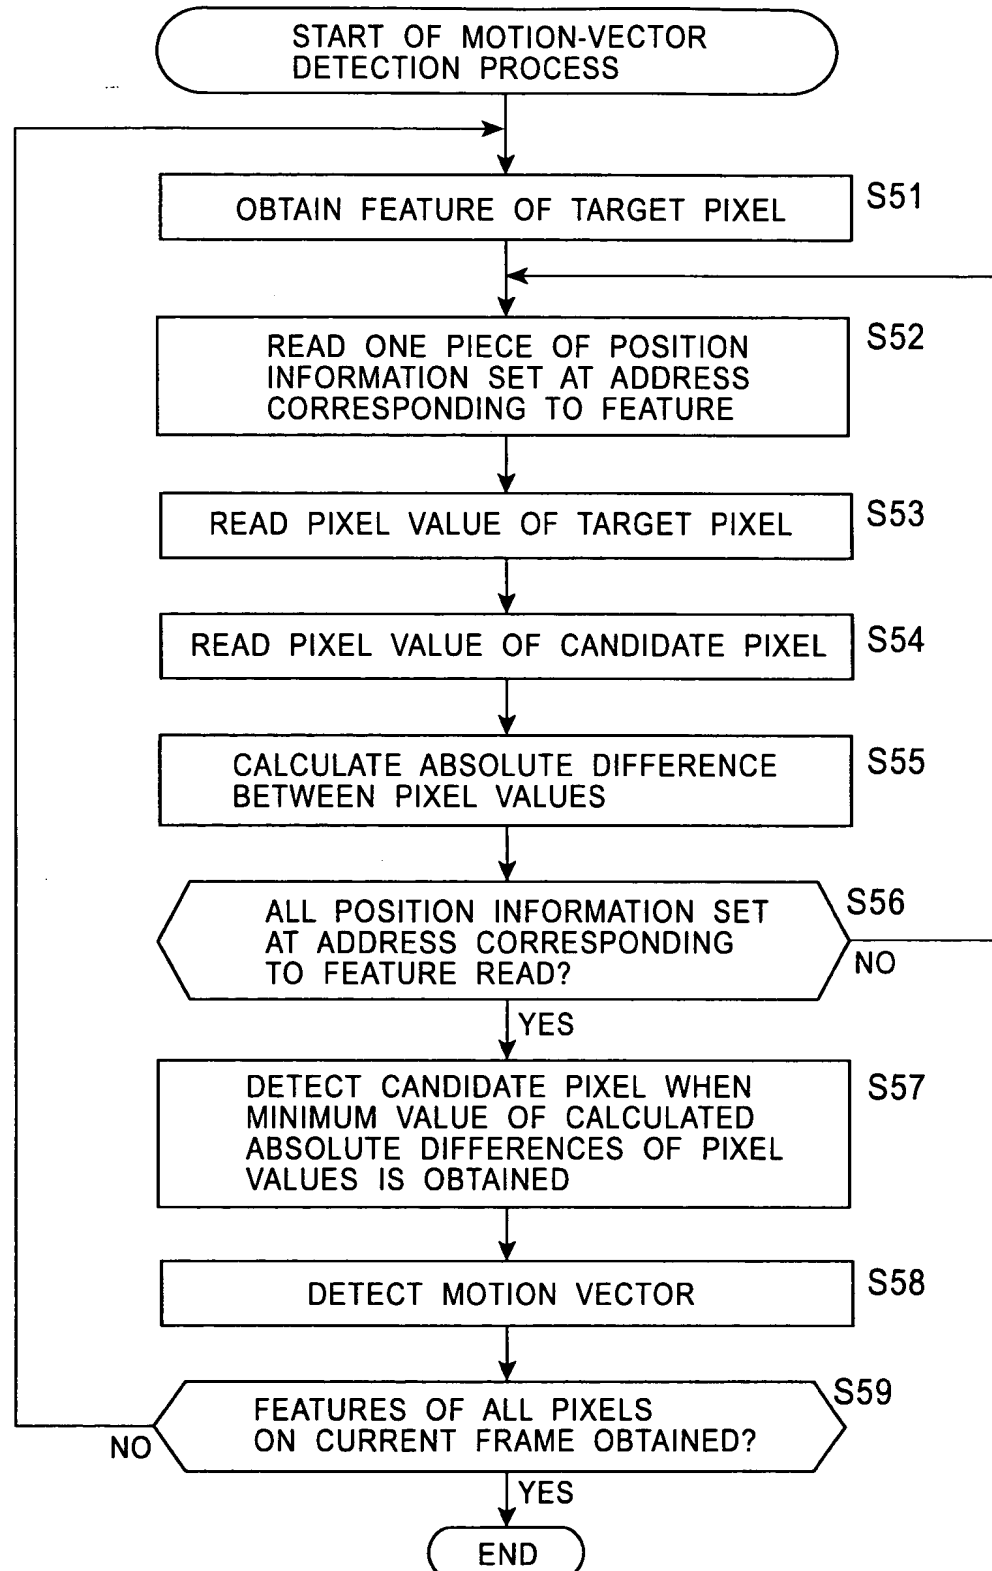 START OF MOTION-VECTOR
DETECTION PROCESS
OBTAIN FEATURE OF TARGET PIXEL
S51
READ ONE PIECE OF POSITION
INFORMATION SET AT ADDRESS
CORRESPONDING TO FEATURE
S52
READ PIXEL VALUE OF TARGET PIXEL
S53
READ PIXEL VALUE OF CANDIDATE PIXEL
S54
CALCULATE ABSOLUTE DIFFERENCE
BETWEEN PIXEL VALUES
S55
ALL POSITION INFORMATION SET
AT ADDRESS CORRESPONDING
TO FEATURE READ?
S56
NO
YES
DETECT CANDIDATE PIXEL WHEN
MINIMUM VALUE OF CALCULATED
ABSOLUTE DIFFERENCES OF PIXEL
VALUES IS OBTAINED
S57
DETECT MOTION VECTOR
S58
FEATURES OF ALL PIXELS
ON CURRENT FRAME OBTAINED?
S59
NO
YES
END